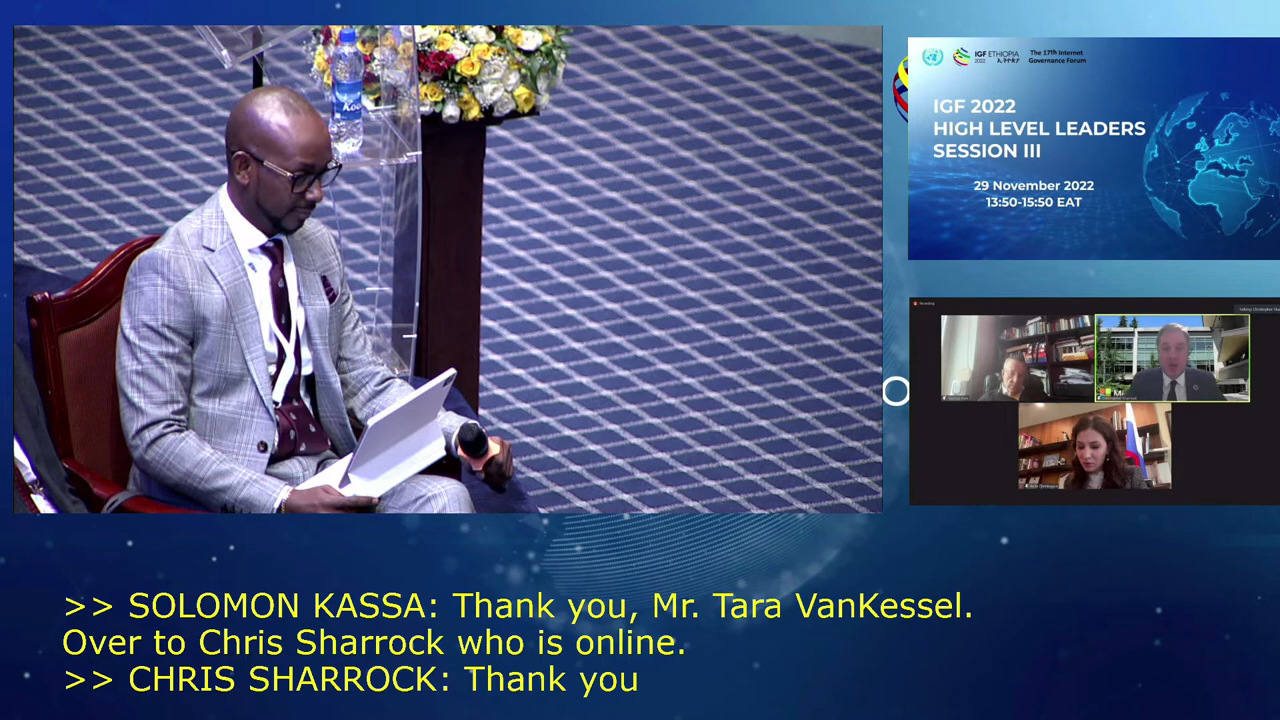 IGF ETHIOPIA
2022 ኢትዮጵያ
The 17th Internet
Governance Forum
IGF 2022
HIGH LEVEL LEADERS
SESSION III
29 November 2022
13:50-15:50 EAT
Recording
O
>> SOLOMON KASSA: Thank you, Mr. Tara VanKessel.
Over to Chris Sharrock who is online.
>> CHRIS SHARROCK: Thank you